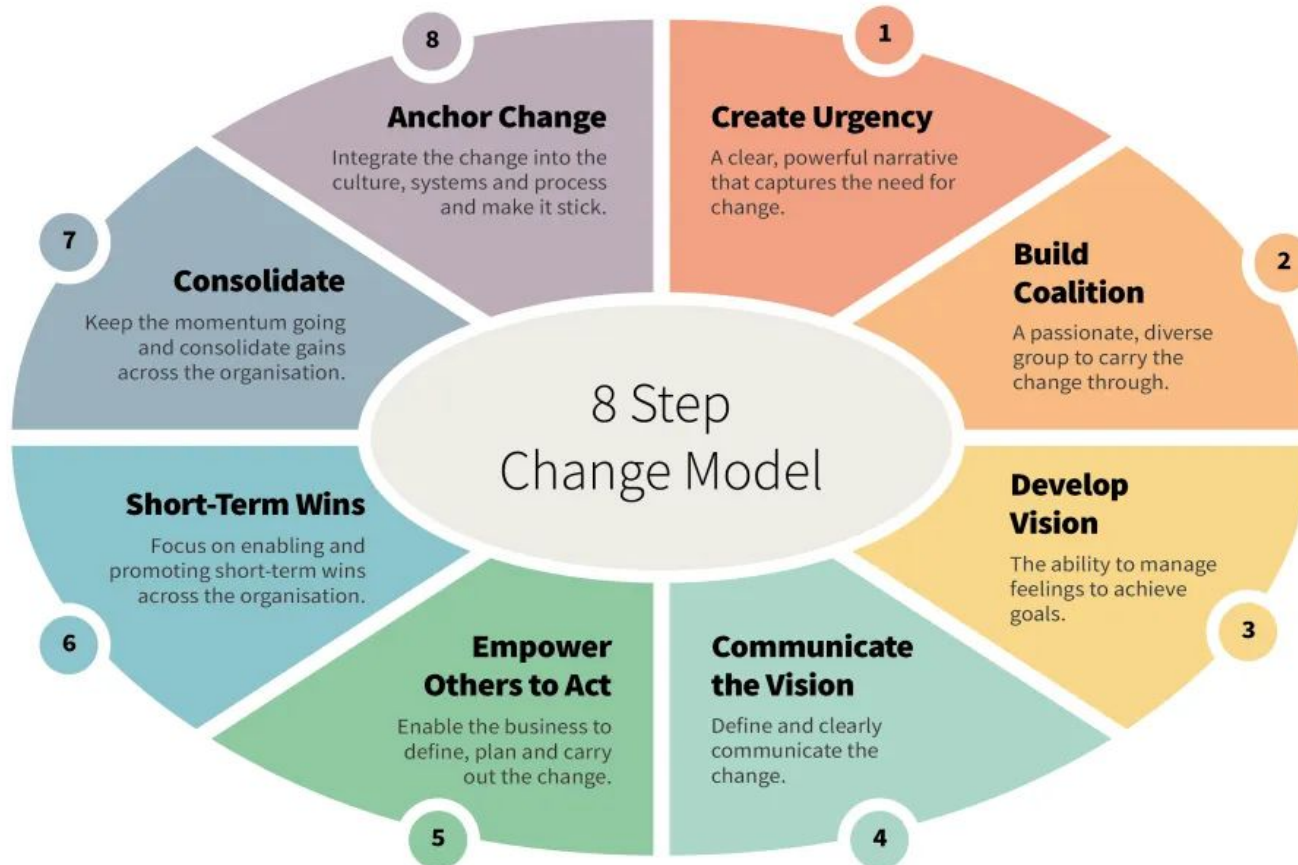 8 Step
Change Model
1
Create Urgency
A clear, powerful narrative
that captures the need for
change.
2
Build
Coalition
A passionate, diverse
group to carry the
change through.
3
Develop
Vision
The ability to manage
feelings to achieve
goals.
4
Communicate
the Vision
Define and clearly
communicate the
change.
5
Empower
Others to Act
Enable the business to
define, plan and carry
out the change.
6
Short-Term Wins
Focus on enabling and
promoting short-term wins
across the organisation.
7
Consolidate
Keep the momentum going
and consolidate gains
across the organisation.
8
Anchor Change
Integrate the change into the
culture, systems and process
and make it stick.